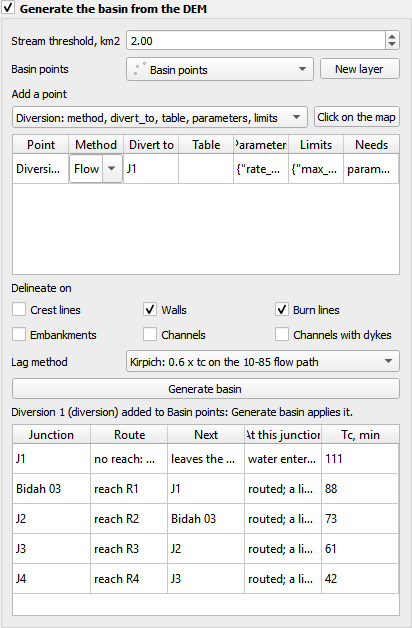 Generate the basin from the DEM
Stream threshold, km2 2.00
Basin points Basin points New layer
Add a point
Diversion: method, divert_to, table, parameters, limits Click on the map
Point Method Divert to Table Parameters Limits Needs
Diversi... Flow J1 {"rate_... {"max_... param...
Delineate on
Crest lines Walls Burn lines
Embankments Channels Channels with dykes
Lag method Kirpich: 0.6 x tc on the 10-85 flow path
Generate basin
Diversion 1 (diversion) added to Basin points: Generate basin applies it.
Junction Route Next At this junction Tc, min
J1 no reach: ... leaves the ... water enter... 111
Bidah 03 reach R1 J1 routed; a li... 88
J2 reach R2 Bidah 03 routed; a li... 73
J3 reach R3 J2 routed; a li... 61
J4 reach R4 J3 routed; a li... 42